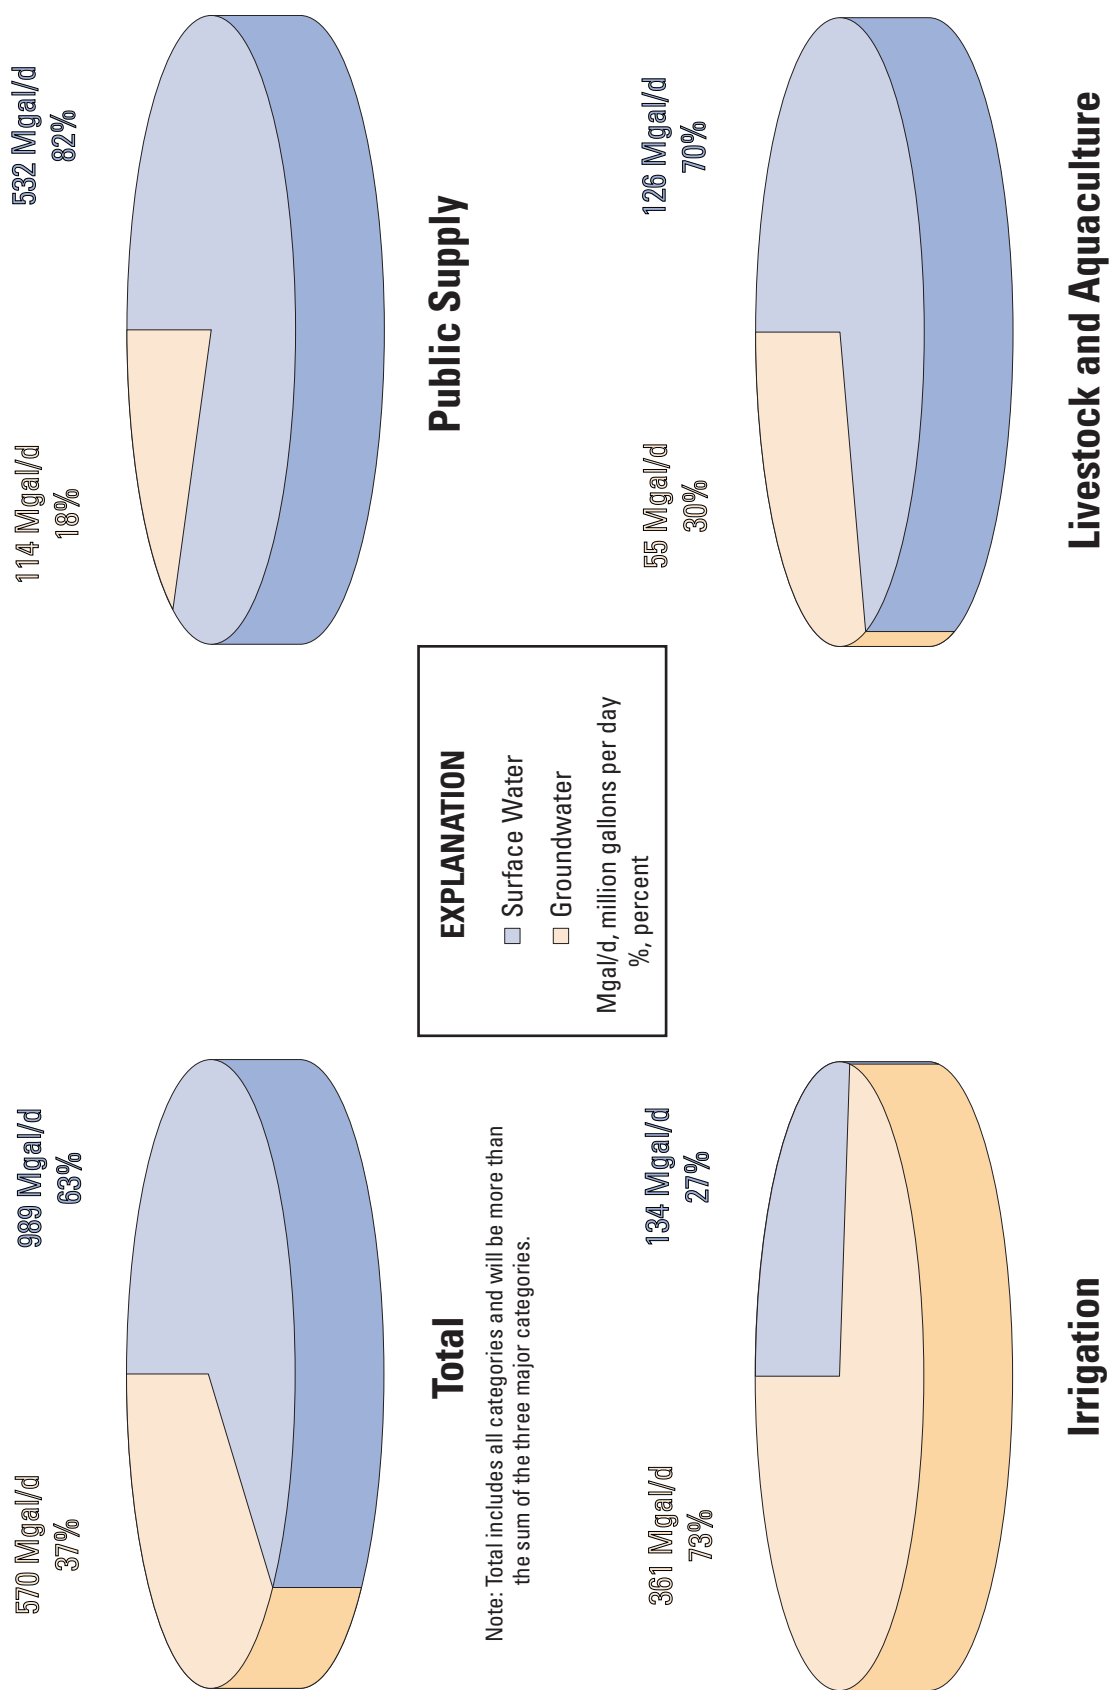 570 Mgal/d
37%
989 Mgal/d
63%
Total
Note: Total includes all categories and will be more than
the sum of the three major categories.
114 Mgal/d
18%
532 Mgal/d
82%
Public Supply
EXPLANATION
Surface Water
Groundwater
Mgal/d, million gallons per day
%, percent
361 Mgal/d
73%
134 Mgal/d
27%
Irrigation
55 Mgal/d
30%
126 Mgal/d
70%
Livestock and Aquaculture